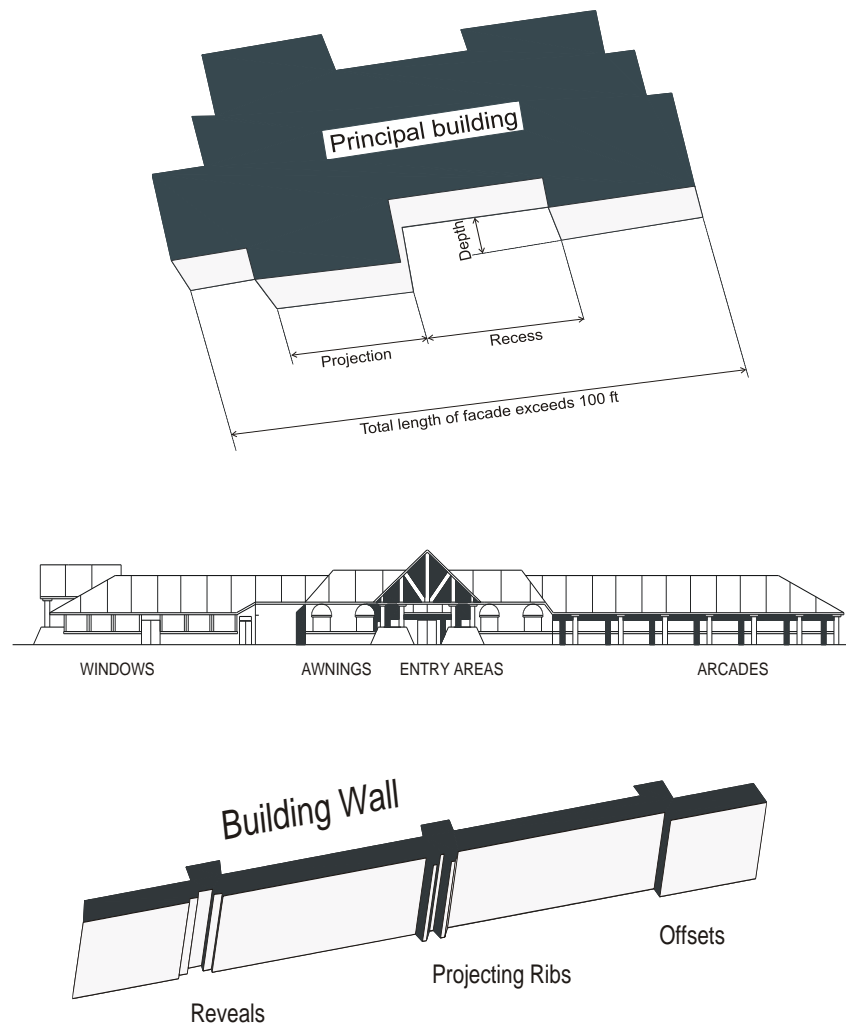 Principal building
Depth
Projection
Recess
Total length of facade exceeds 100 ft
WINDOWS AWNINGS ENTRY AREAS ARCADES
Building Wall
Offsets
Projecting Ribs
Reveals